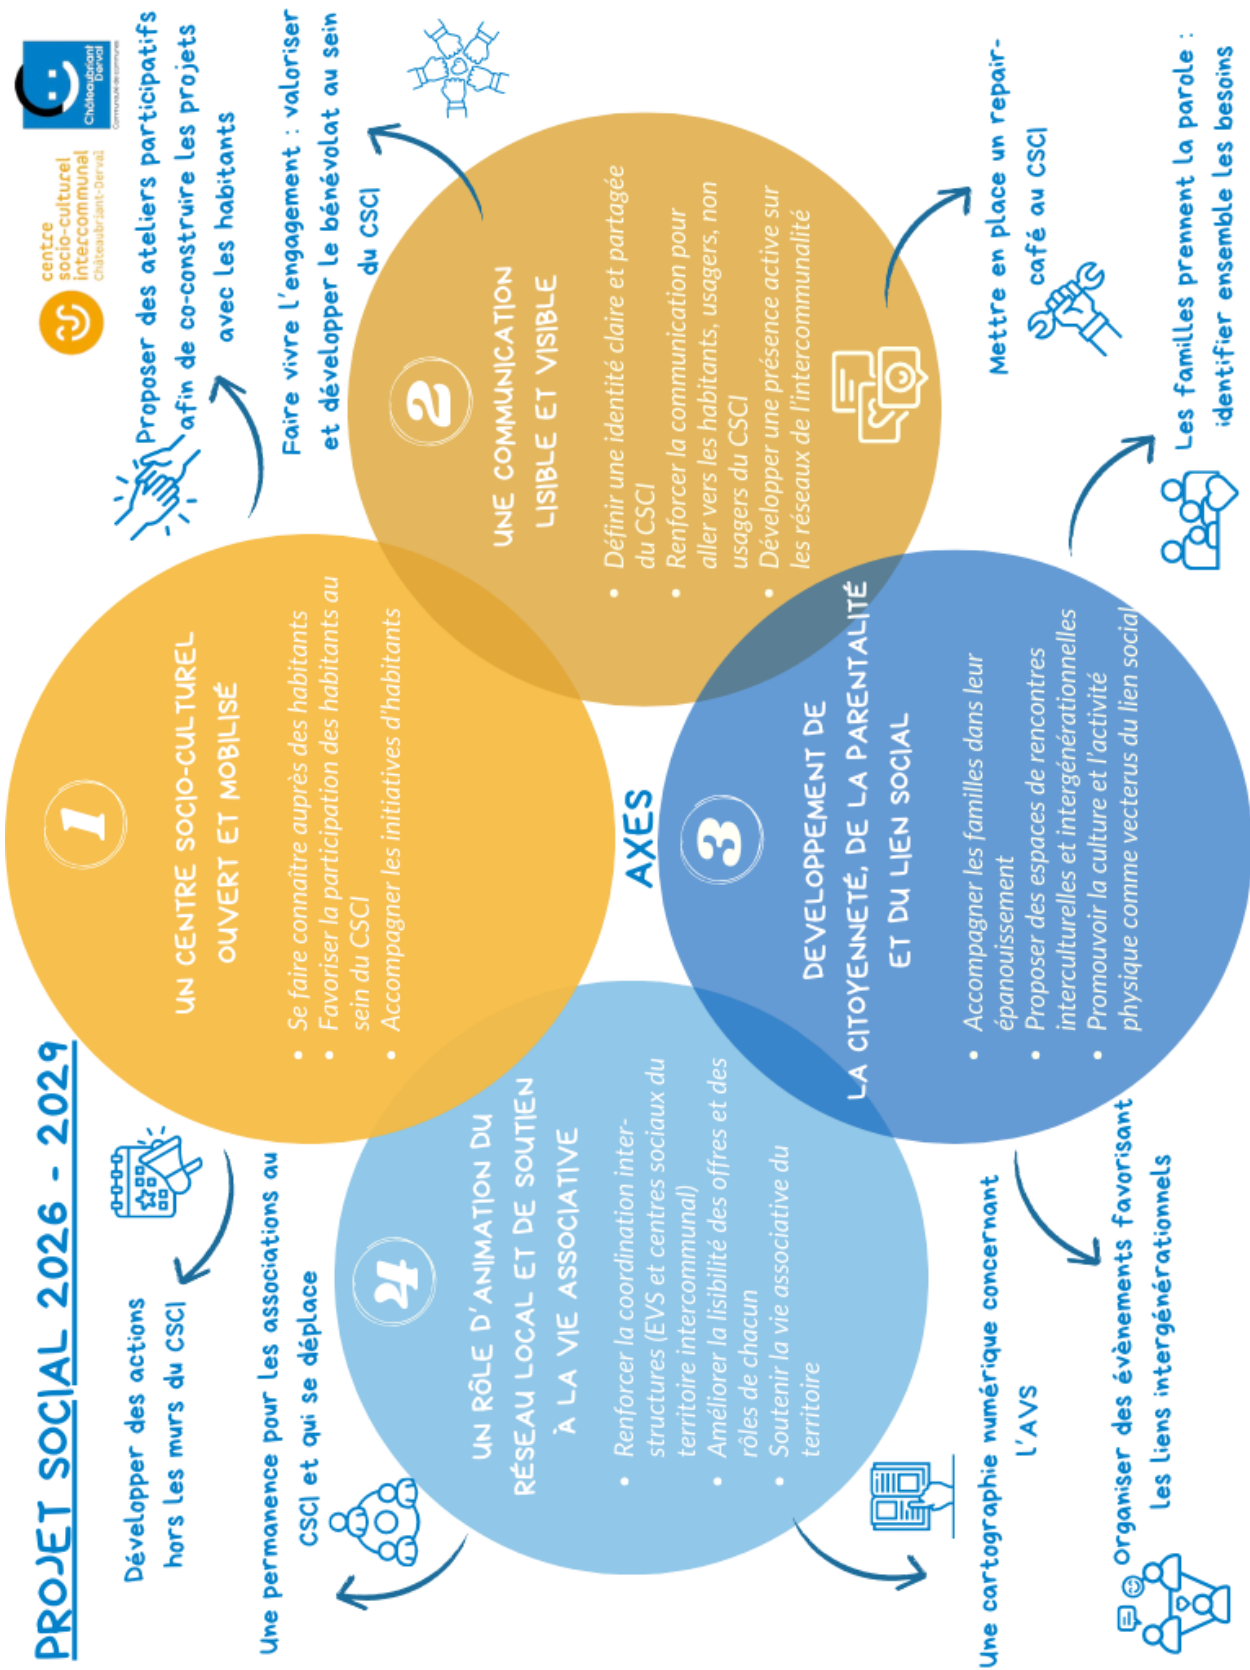 PROJET SOCIAL 2026 - 2029
centre
socio-culturel
intercommunal
Châteaubriant-Derval
Châteaubriant
Derval
Communauté de communes
Développer des actions
hors les murs du CSCI
Proposer des ateliers participatifs
afin de co-construire les projets
avec les habitants
Une permanence pour les associations au
CSCI et qui se déplace
Faire vivre l'engagement : valoriser
et développer le bénévolat au sein
du CSCI
1
UN CENTRE SOCIO-CULTUREL
OUVERT ET MOBILISÉ
• Se faire connaître auprès des habitants
• Favoriser la participation des habitants au
sein du CSCI
• Accompagner les initiatives d'habitants
2
UNE COMMUNICATION
LISIBLE ET VISIBLE
• Définir une identité claire et partagée
du CSCI
• Renforcer la communication pour
aller vers les habitants, usagers, non
usagers du CSCI
• Développer une présence active sur
les réseaux de l'intercommunalité
4
UN RÔLE D'ANIMATION DU
RÉSEAU LOCAL ET DE SOUTIEN
À LA VIE ASSOCIATIVE
• Renforcer la coordination inter-
structures (EVS et centres sociaux du
territoire intercommunal)
• Améliorer la lisibilité des offres et des
rôles de chacun
• Soutenir la vie associative du
territoire
AXES
3
DEVELOPPEMENT DE
LA CITOYENNETÉ, DE LA PARENTALITÉ
ET DU LIEN SOCIAL
• Accompagner les familles dans leur
épanouissement
• Proposer des espaces de rencontres
interculturelles et intergénérationnelles
• Promouvoir la culture et l'activité
physique comme vecterus du lien social
Une cartographie numérique concernant
L'AVS
Mettre en place un repair-
café au CSCI
Organiser des évènements favorisant
les liens intergénérationnels
Les familles prennent la parole :
identifier ensemble les besoins